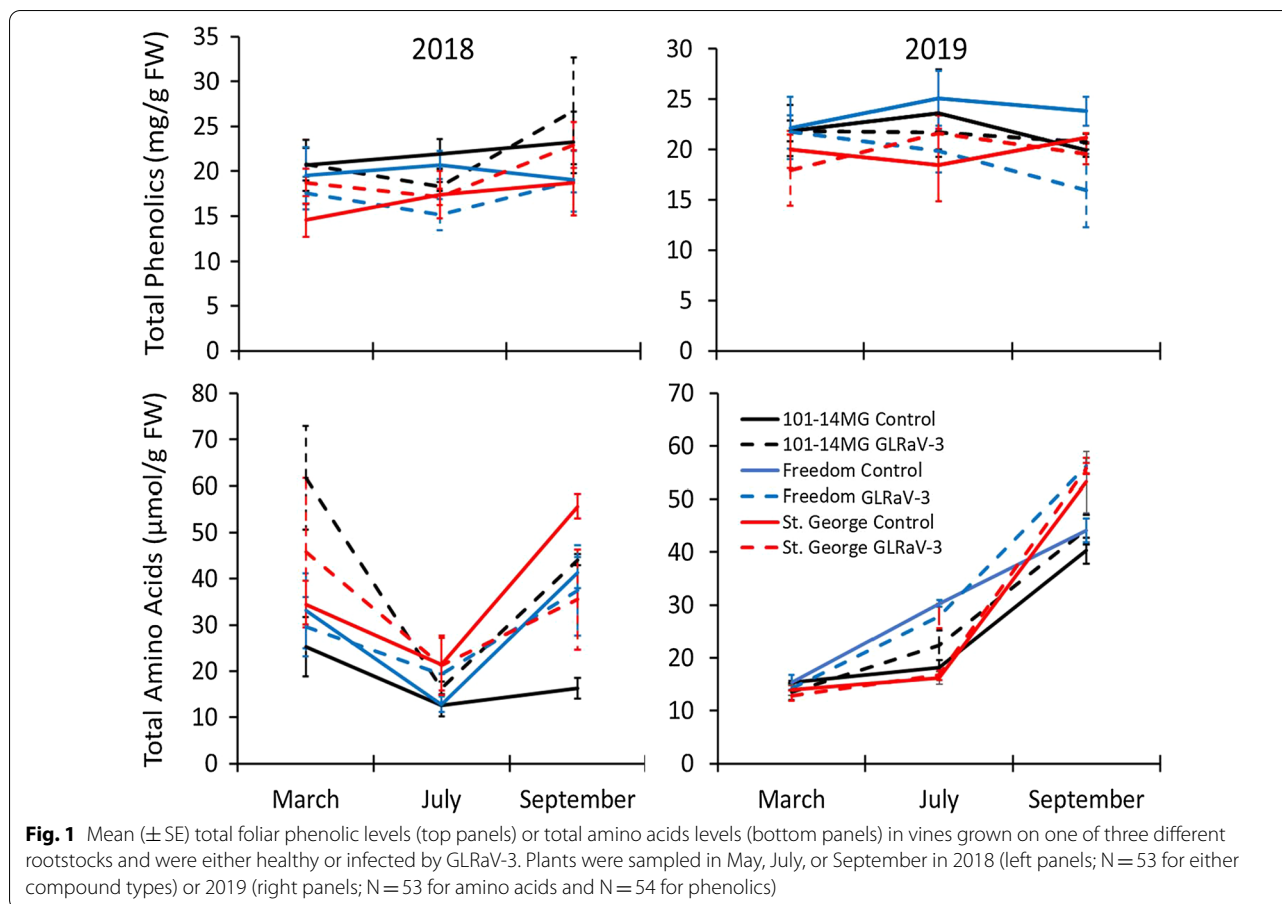 2018
2019
Total Phenolics (mg/g FW)
35
30
25
20
15
10
5
0
30
25
20
15
10
5
0
Total Amino Acids (µmol/g FW)
80
70
60
50
40
30
20
10
0
March July September
70
60
50
40
30
20
10
0
101-14MG Control
101-14MG GLRaV-3
Freedom Control
Freedom GLRaV-3
St. George Control
St. George GLRaV-3
March July September
Fig. 1 Mean (± SE) total foliar phenolic levels (top panels) or total amino acids levels (bottom panels) in vines grown on one of three different
rootstocks and were either healthy or infected by GLRaV-3. Plants were sampled in May, July, or September in 2018 (left panels; N = 53 for either
compound types) or 2019 (right panels; N = 53 for amino acids and N = 54 for phenolics)